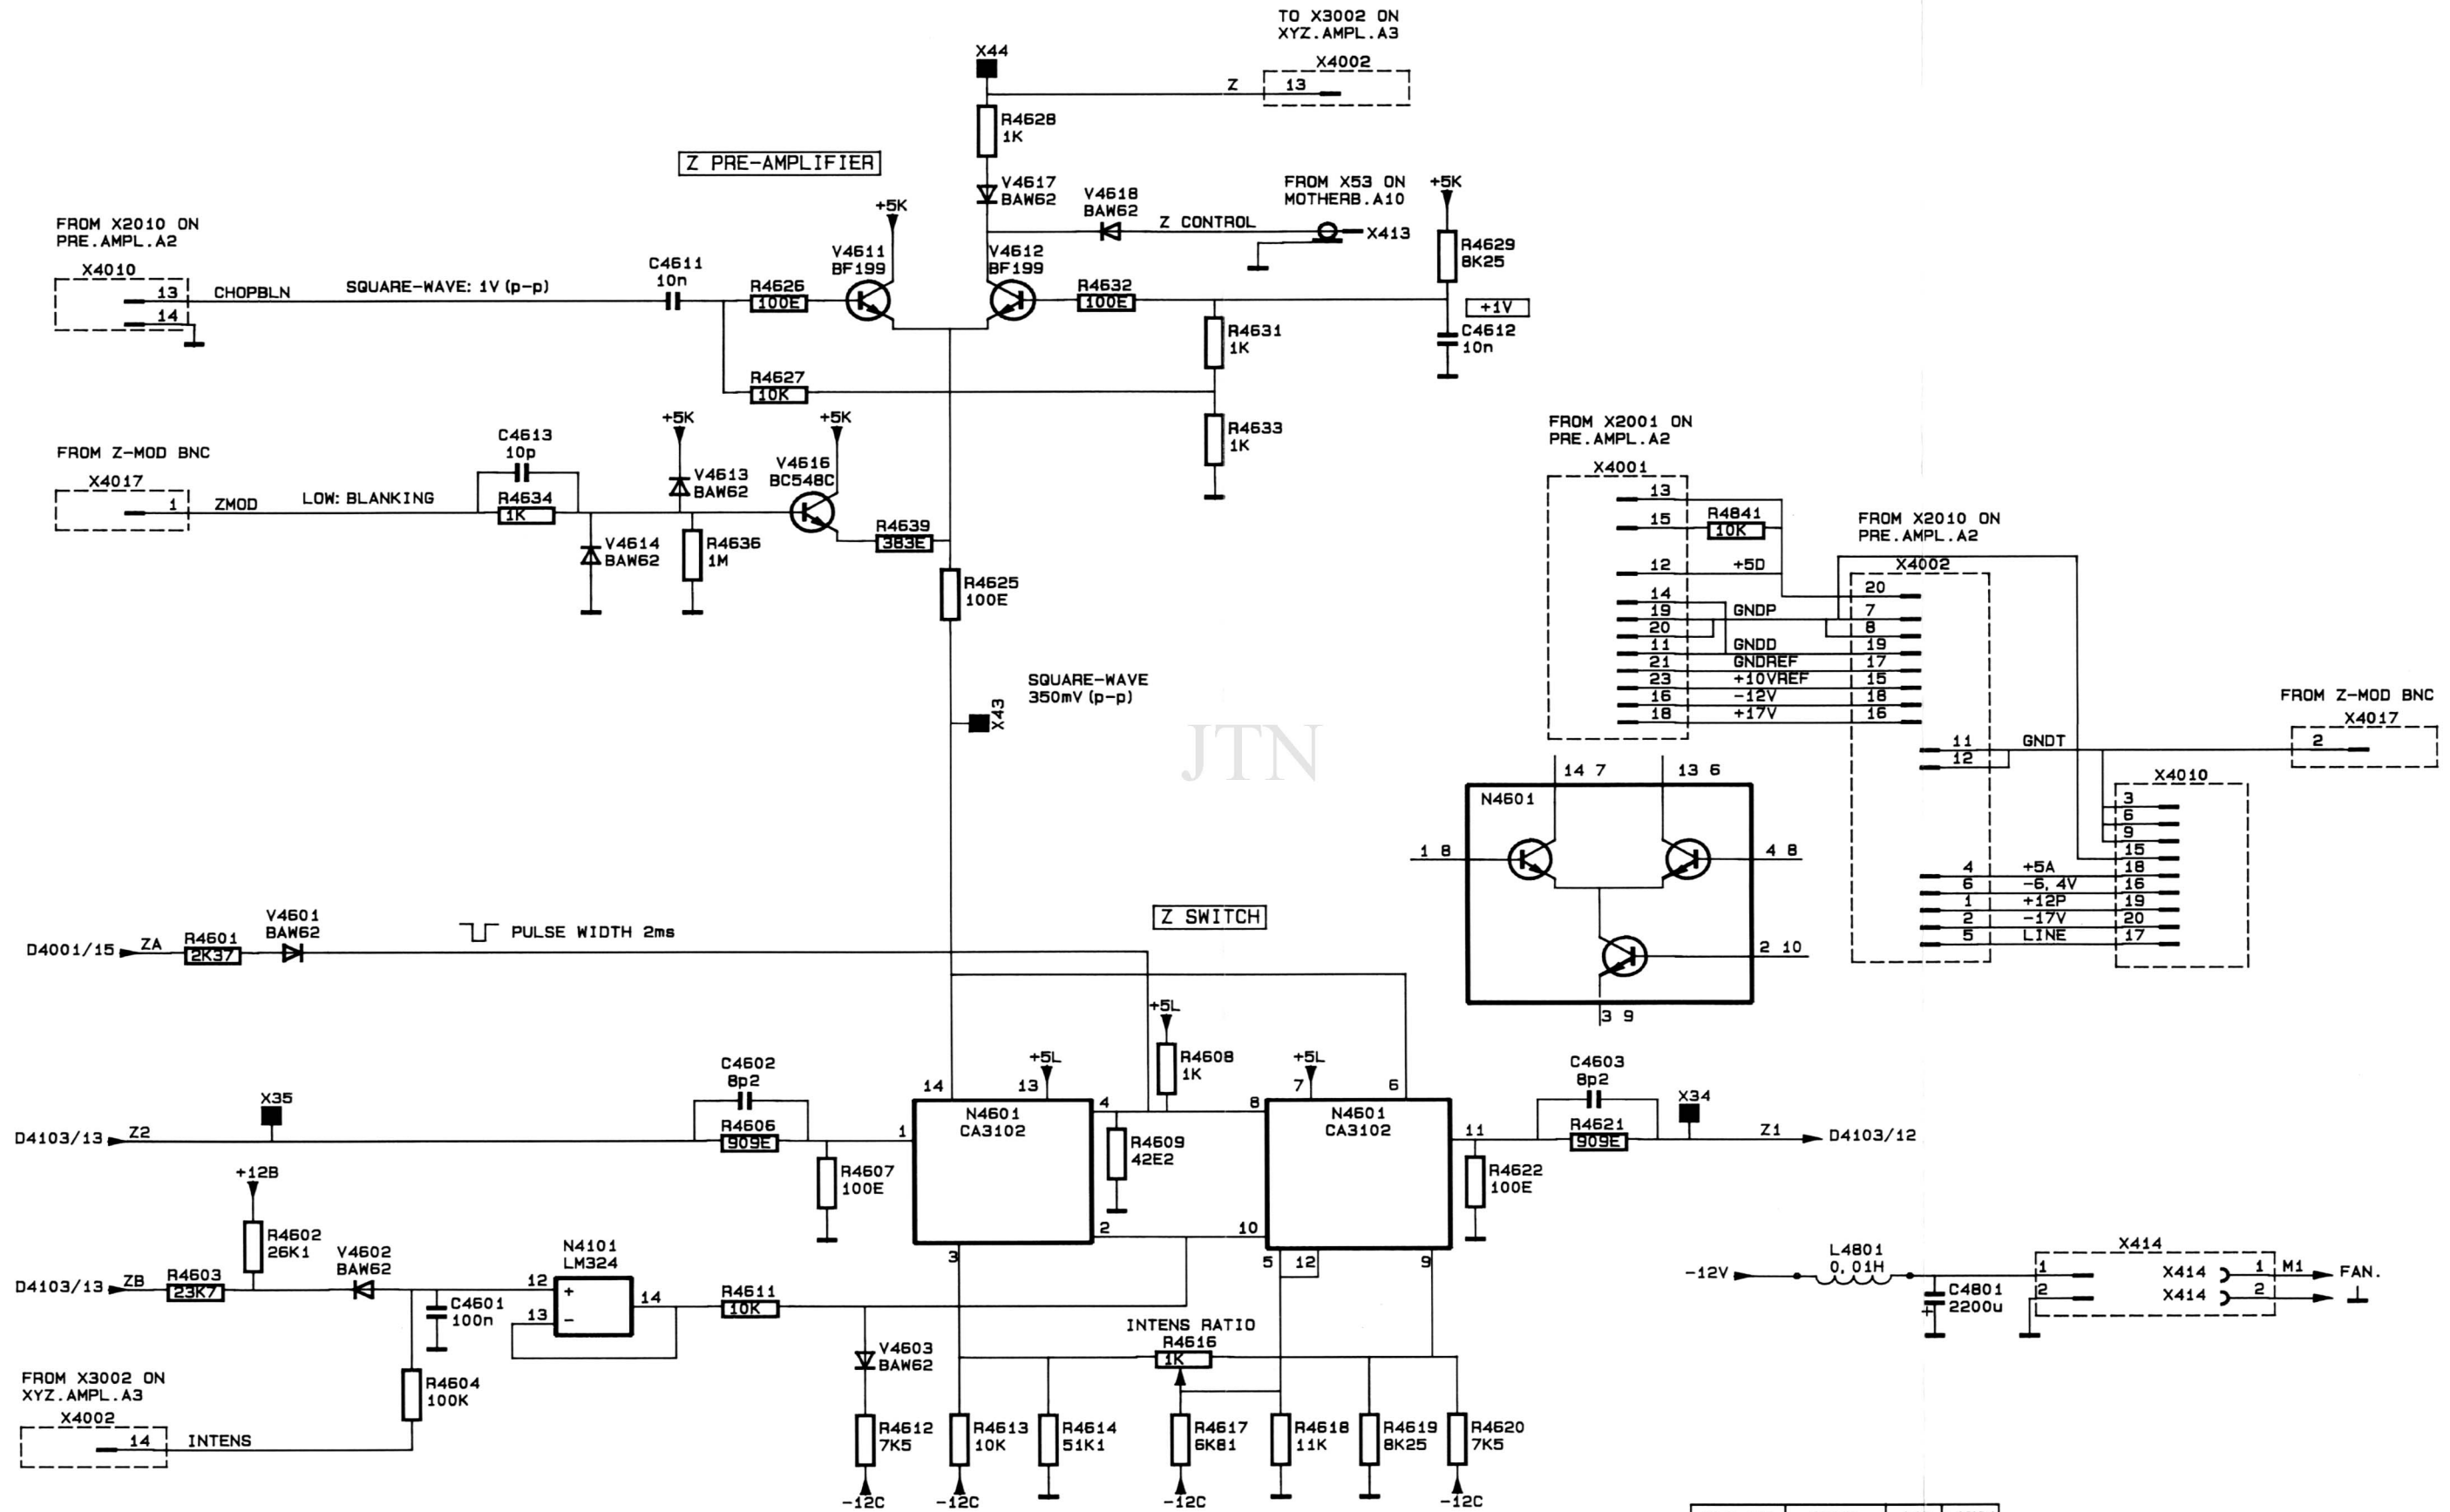 TO X3002 ON
XYZ.AMPL.A3
X4002
13
Z
X44
R4628
1K
Z PRE-AMPLIFIER
V4617
BAW62
V4618
BAW62
Z CONTROL
FROM X53 ON
MOTHERB.A10
X413
+5K
R4629
8K25
+1V
C4612
10n
FROM X2010 ON
PRE.AMPL.A2
X4010
13
14
CHOPBLN
SQUARE-WAVE: 1V (p-p)
C4611
10n
R4626
100E
+5K
V4611
BF199
V4612
BF199
R4632
100E
R4631
1K
R4627
10K
R4633
1K
FROM Z-MOD BNC
X4017
1
ZMOD
LOW: BLANKING
C4613
10p
R4634
1K
+5K
V4613
BAW62
V4614
BAW62
R4636
1M
+5K
V4616
BC548C
R4639
383E
R4625
100E
X43
SQUARE-WAVE
350mV (p-p)
JTN
FROM X2001 ON
PRE.AMPL.A2
X4001
13
15
12
14
19
20
11
21
23
16
18
R4841
10K
+5D
GNDP
GNDD
GNDREF
+10VREF
-12V
+17V
FROM X2010 ON
PRE.AMPL.A2
X4002
20
7
8
19
17
15
18
16
11
12
GNDT
4
6
1
2
5
+5A
-6,4V
+12P
-17V
LINE
FROM Z-MOD BNC
X4017
2
X4010
3
6
9
15
18
16
19
20
17
N4601
14 7
13 6
1 8
4 8
2 10
3 9
D4001/15
ZA
R4601
2K37
V4601
BAW62
PULSE WIDTH 2ms
Z SWITCH
+5L
R4608
1K
X35
D4103/13
Z2
C4602
8p2
R4606
909E
R4607
100E
14
13
+5L
1
N4601
CA3102
4
2
3
R4609
42E2
+5L
7
6
8
N4601
CA3102
11
10
5
12
9
C4603
8p2
R4621
909E
R4622
100E
X34
Z1
D4103/12
+12B
R4602
26K1
D4103/13
ZB
R4603
23K7
V4602
BAW62
C4601
100n
N4101
LM324
12
13
14
+
-
R4611
10K
R4604
100K
FROM X3002 ON
XYZ.AMPL.A3
X4002
14
INTENS
V4603
BAW62
INTENS RATIO
R4616
1K
R4612
7K5
R4613
10K
R4614
51K1
R4617
6K81
R4618
11K
R4619
8K25
R4620
7K5
-12C
-12C
-12C
-12C
-12V
L4801
0,01H
C4801
2200u
+
X414
1
2
X414
X414
1
2
M1
FAN.